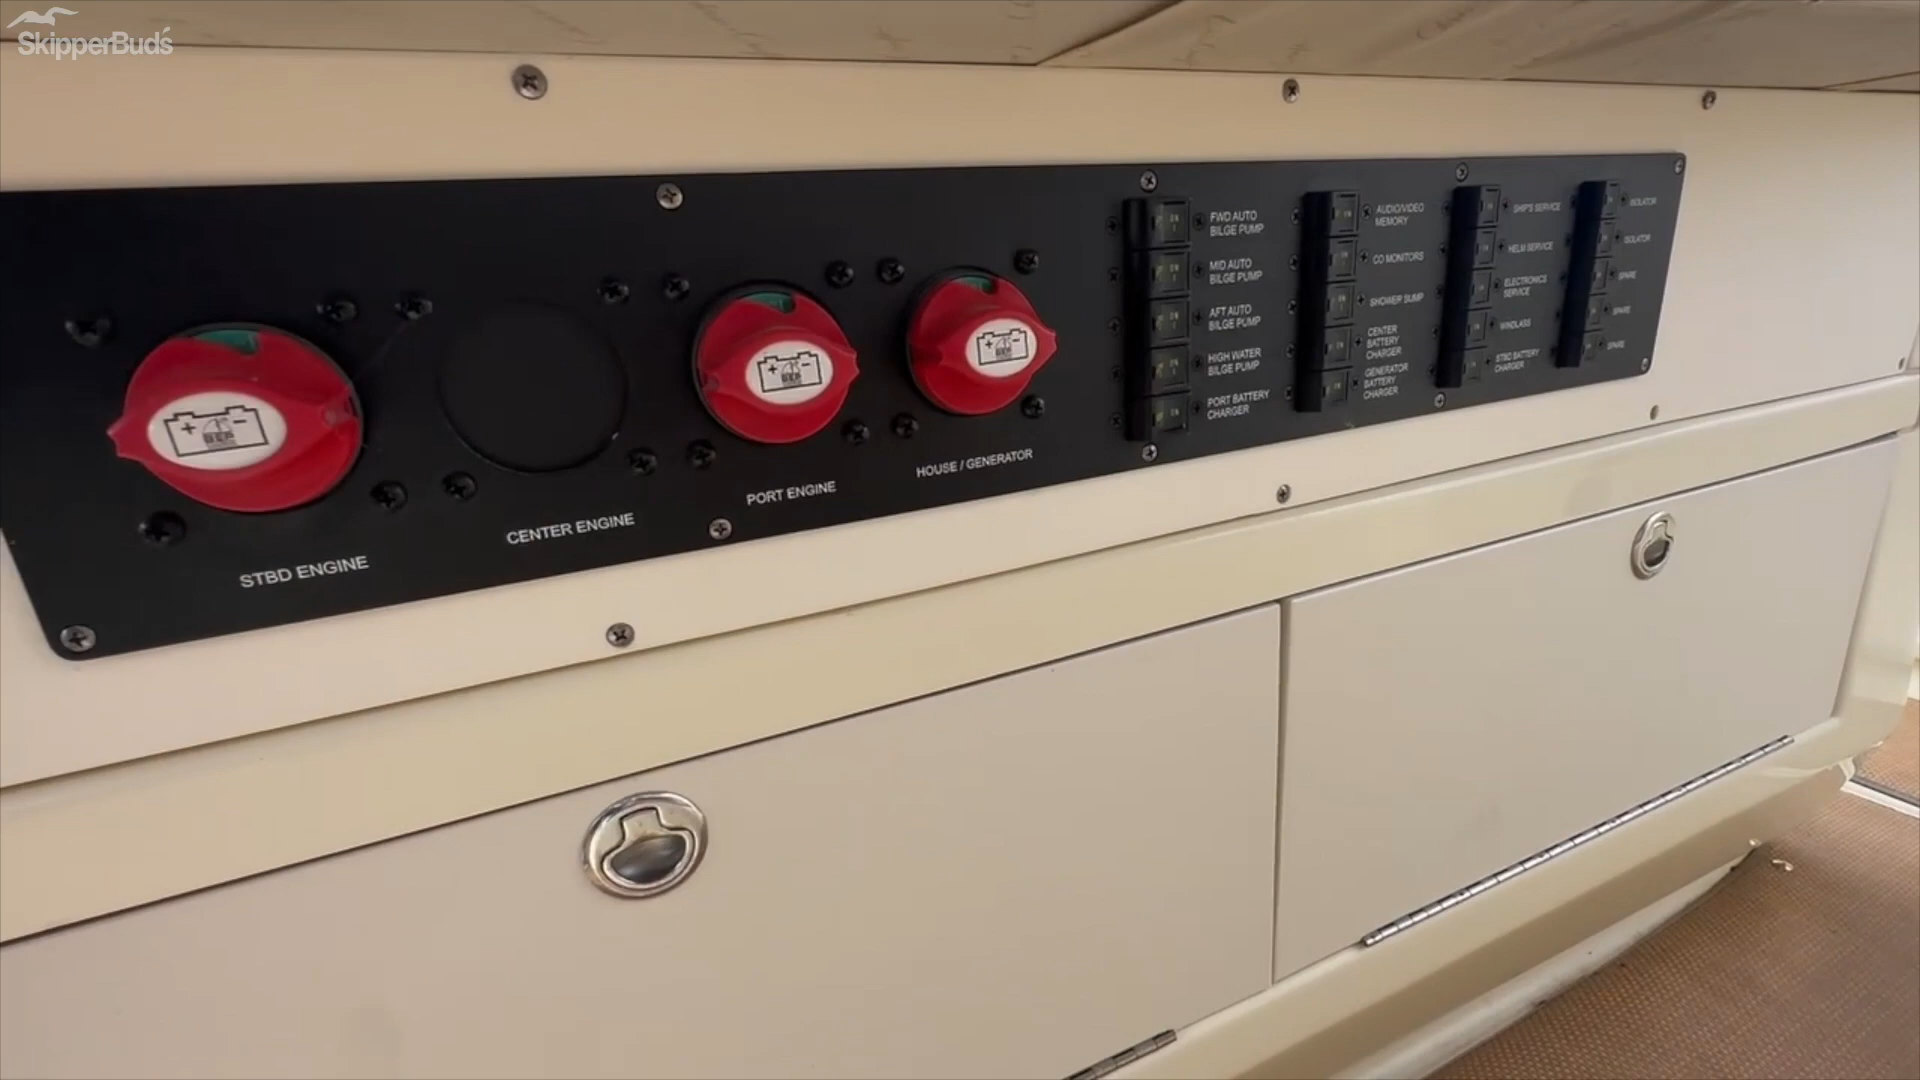 SkipperBud's
STBD ENGINE
CENTER ENGINE
PORT ENGINE
HOUSE / GENERATOR
FWD AUTO
BILGE PUMP
MID AUTO
BILGE PUMP
AFT AUTO
BILGE PUMP
HIGH WATER
BILGE PUMP
PORT BATTERY
CHARGER
AUDIO/VIDEO
MEMORY
CO MONITORS
SHOWER SUMP
CENTER
BATTERY
CHARGER
GENERATOR
BATTERY
CHARGER
SHIP'S SERVICE
HELM SERVICE
ELECTRONICS
SERVICE
WINDLASS
STBD BATTERY
CHARGER
ISOLATOR
ISOLATOR
SPARE
SPARE
SPARE